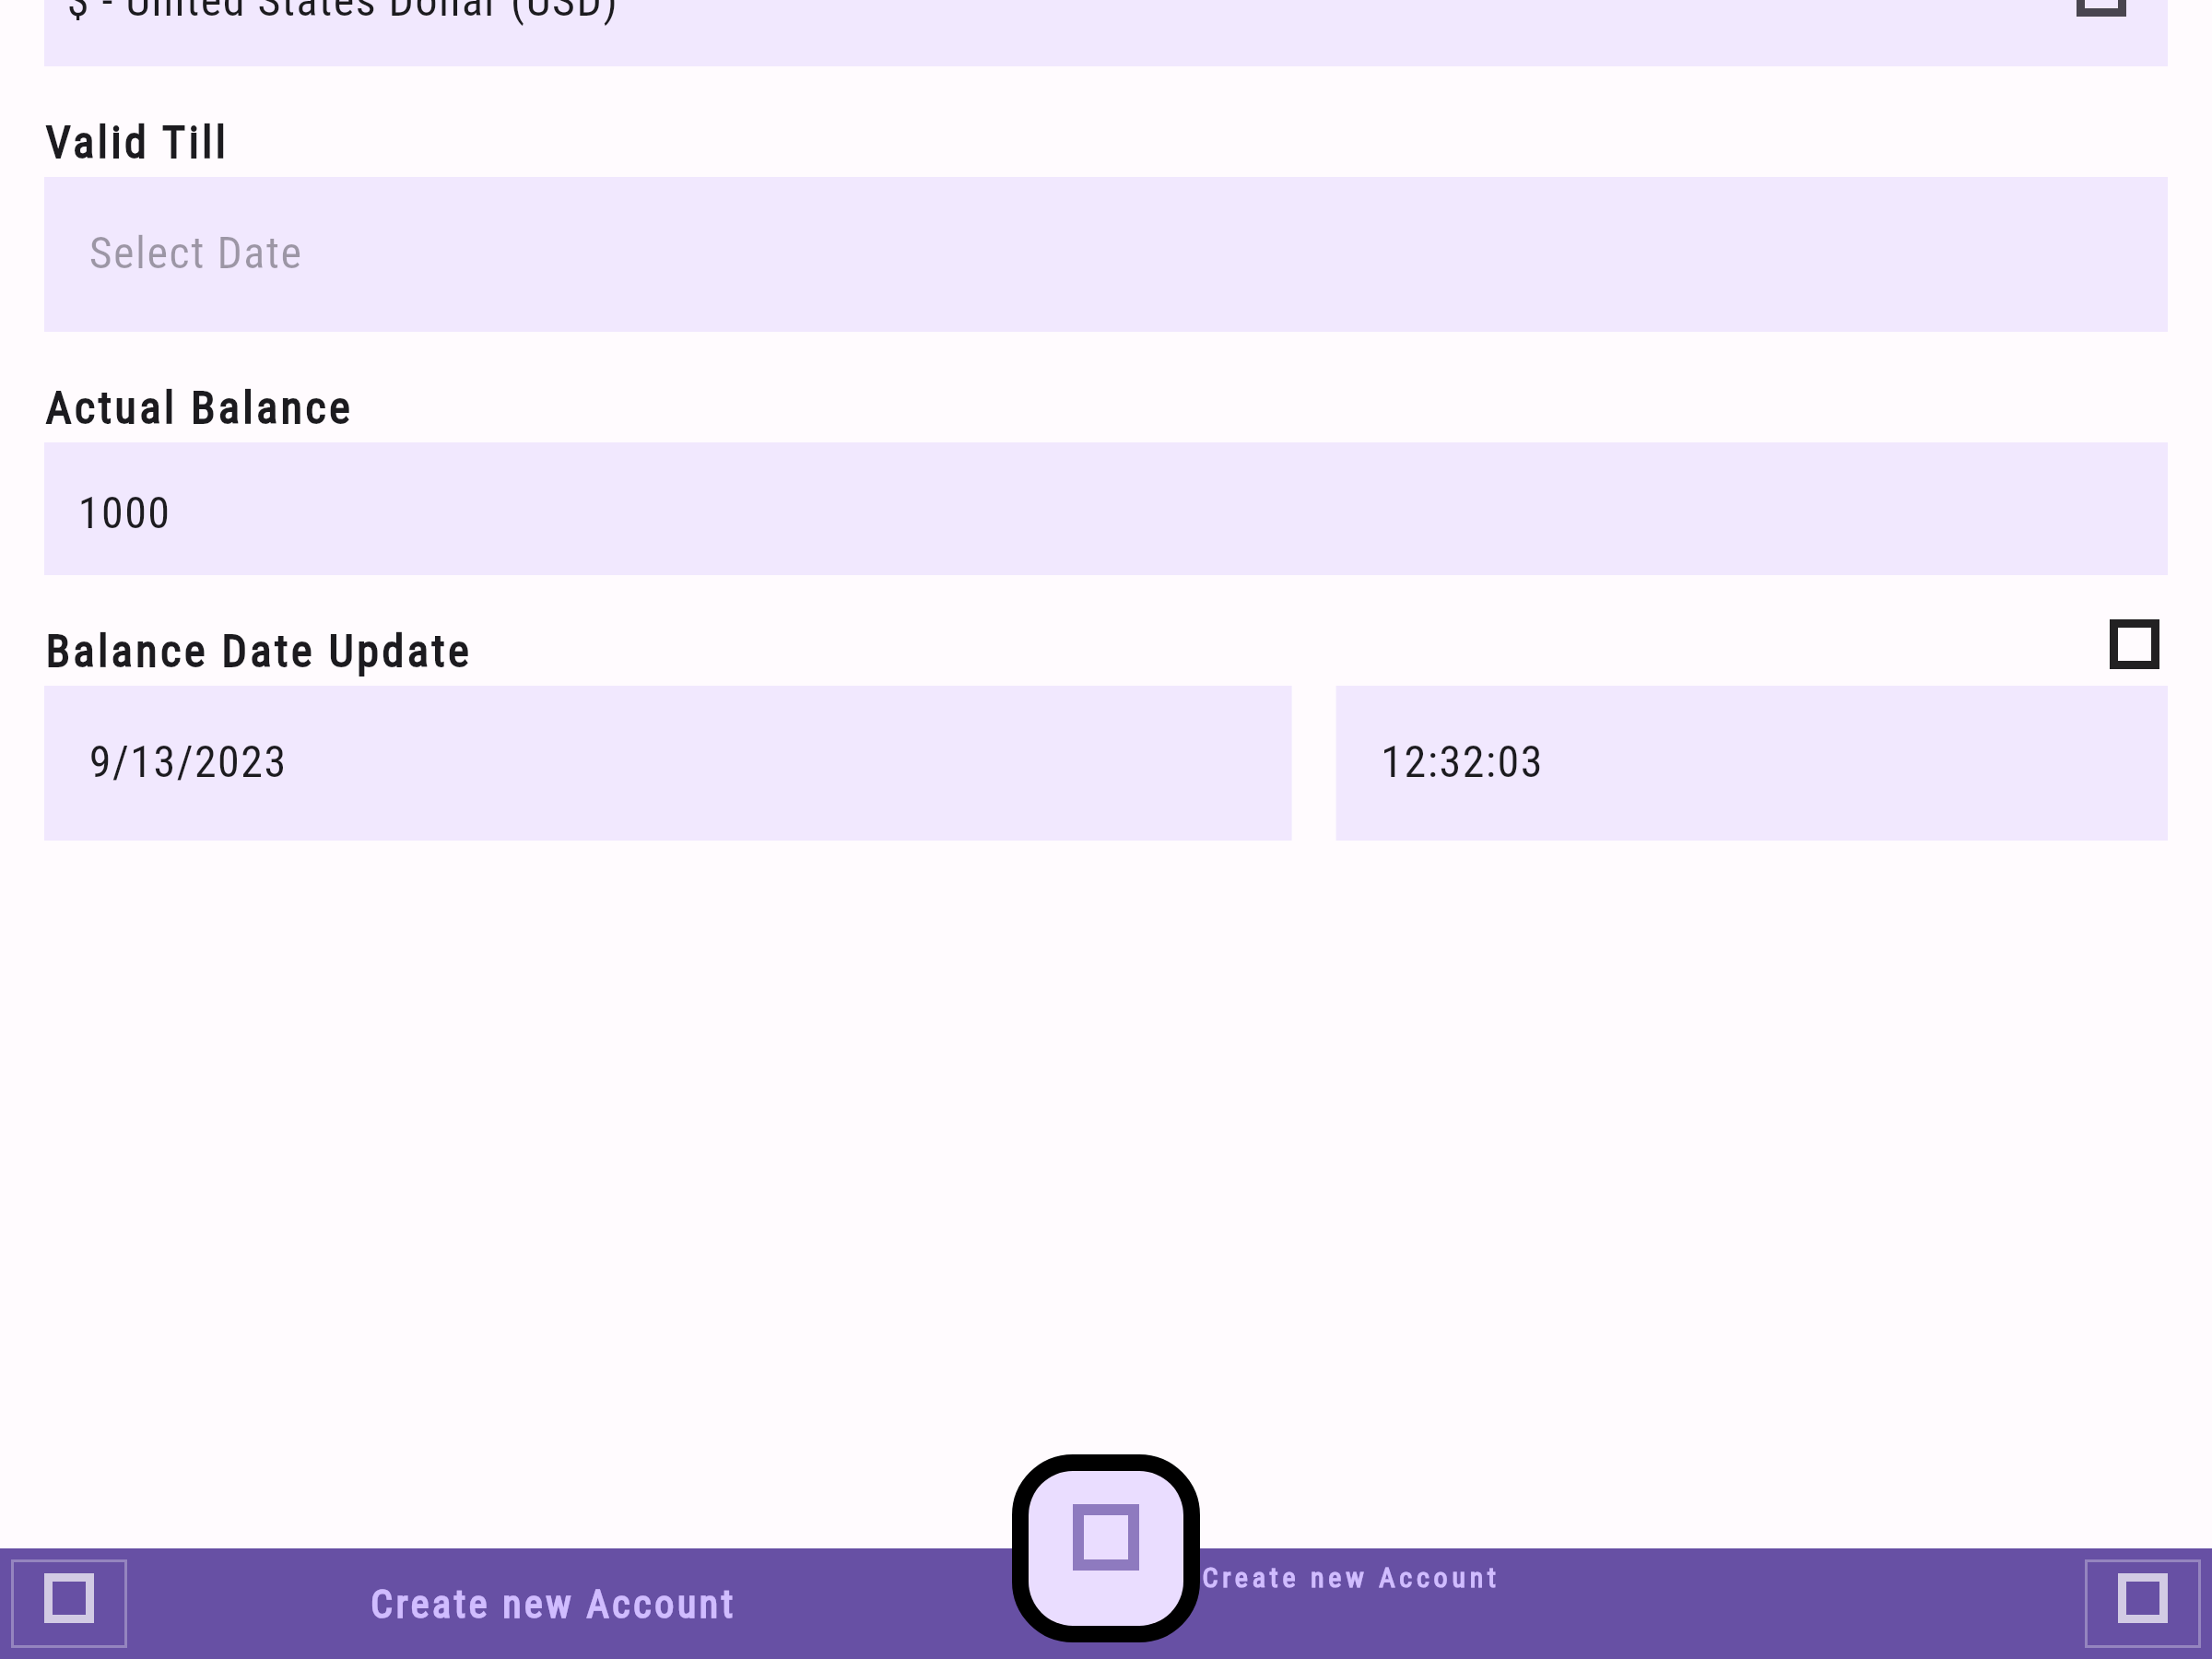 $ - United States Dollar (USD)
Valid Till
Select Date
Actual Balance
1000
Balance Date Update
9/13/2023
12:32:03
Create new Account
Create new Account